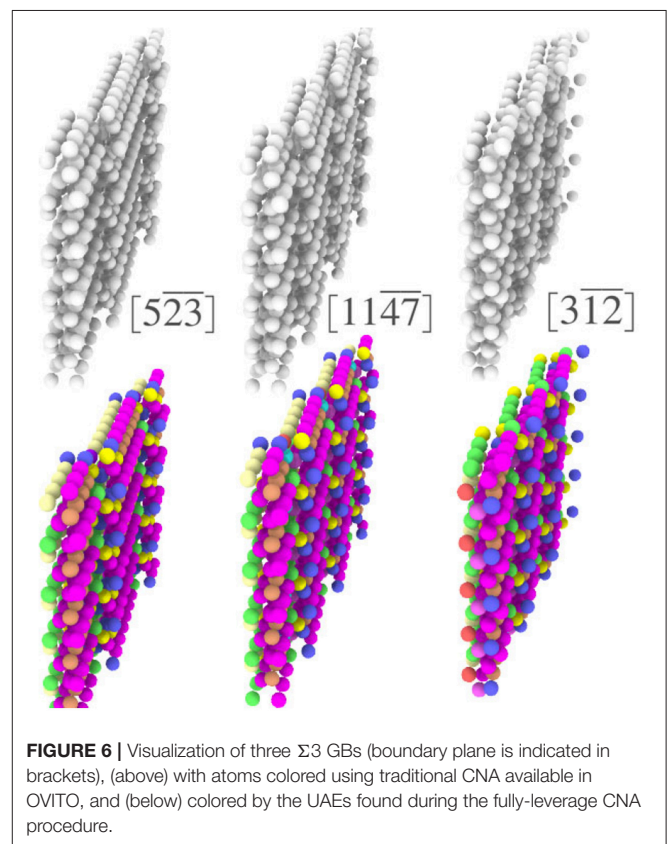 [52̅3̅] [114̅7̅] [31̅2̅]
FIGURE 6 | Visualization of three Σ3 GBs (boundary plane is indicated in
brackets), (above) with atoms colored using traditional CNA available in
OVITO, and (below) colored by the UAEs found during the fully-leverage CNA
procedure.